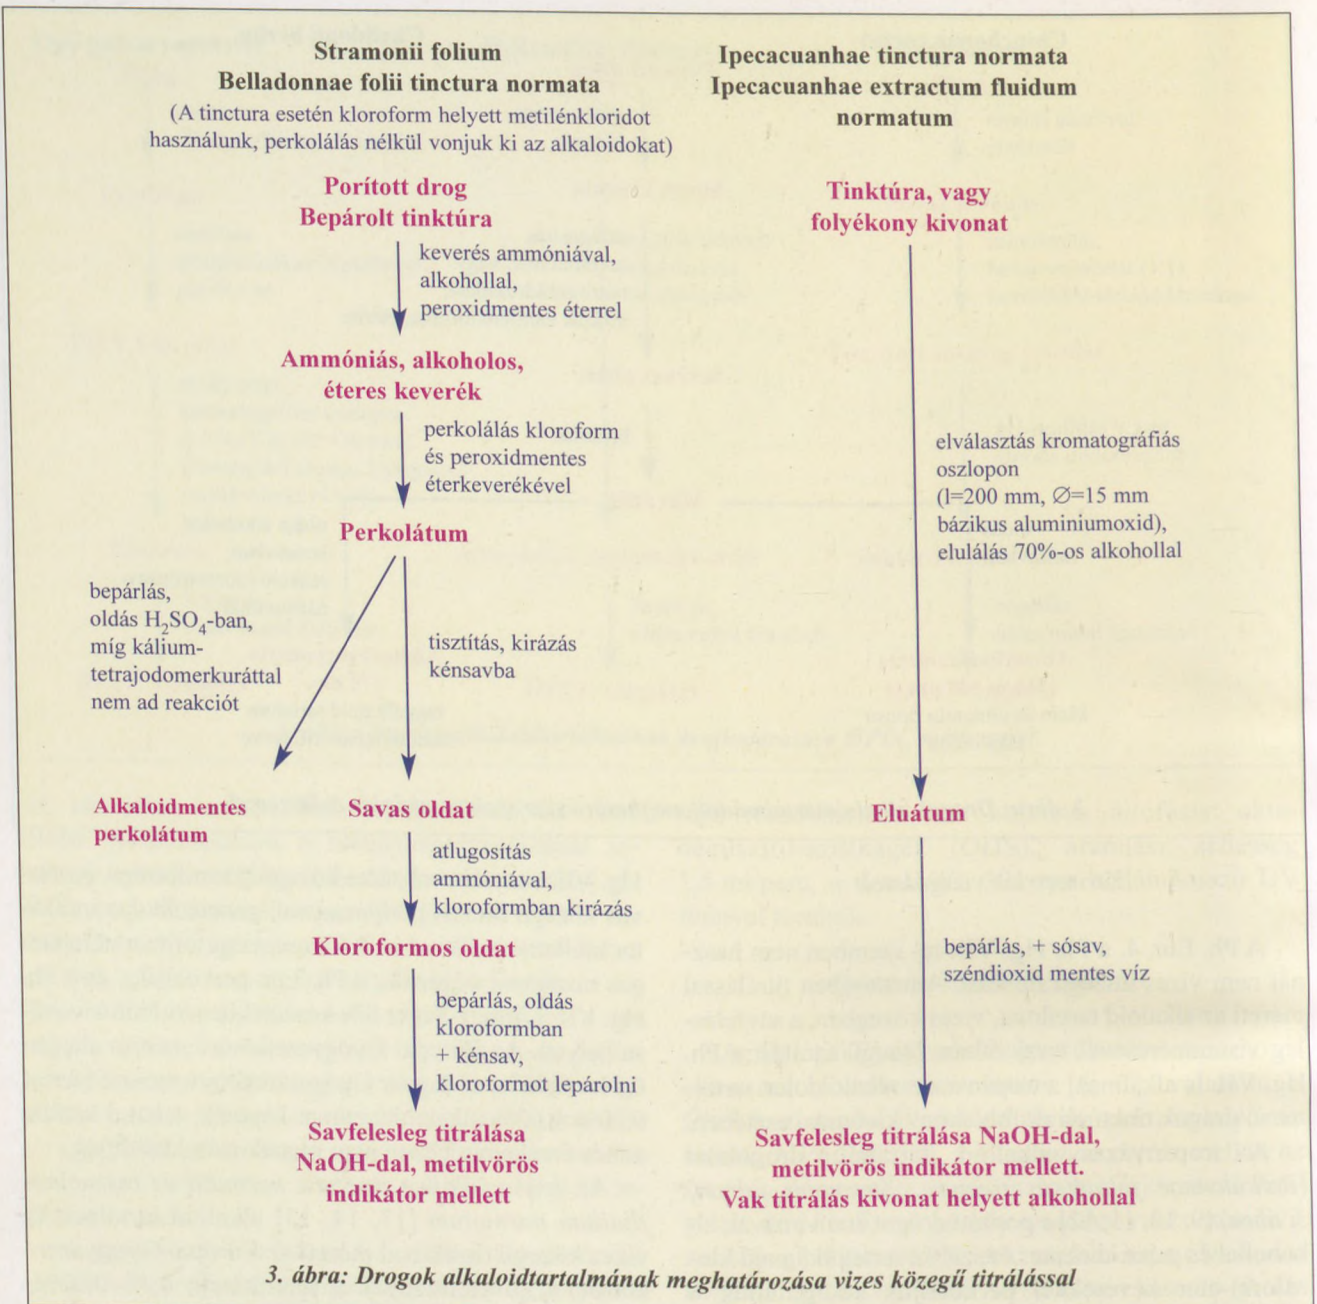 Stramonii folium
Belladonnae folii tinctura normata
(A tinctura esetén kloroform helyett metilénkloridot
használunk, perkolálás nélkül vonjuk ki az alkaloidokat)
Porított drog
Bepárolt tinktúra
keverés ammóniával,
alkohollal,
peroxidmentes éterrel
Ammóniás, alkoholos,
éteres keverék
perkolálás kloroform
és peroxidmentes
éterkeverékével
Perkolátum
bepárlás,
oldás H₂SO₄-ban,
míg kálium-
tetrajodomerkuráttal
nem ad reakciót
tisztítás, kirázás
kénsavba
Alkaloidmentes
perkolátum
Savas oldat
atlugosítás
ammóniával,
kloroformban kirázás
Kloroformos oldat
bepárlás, oldás
kloroformban
+ kénsav,
kloroformot lepárolni
Savfelesleg titrálása
NaOH-dal, metilvörös
indikátor mellett
Ipecacuanhae tinctura normata
Ipecacuanhae extractum fluidum
normatum
Tinktúra, vagy
folyékony kivonat
elválasztás kromatográfiás
oszlopon
(l=200 mm, ∅=15 mm
bázikus aluminiumoxid),
elulálás 70%-os alkohollal
Eluátum
bepárlás, + sósav,
széndioxid mentes víz
Savfelesleg titrálása NaOH-dal,
metilvörös indikátor mellett.
Vak titrálás kivonat helyett alkohollal
3. ábra: Drogok alkaloidtartalmának meghatározása vizes közegű titrálással